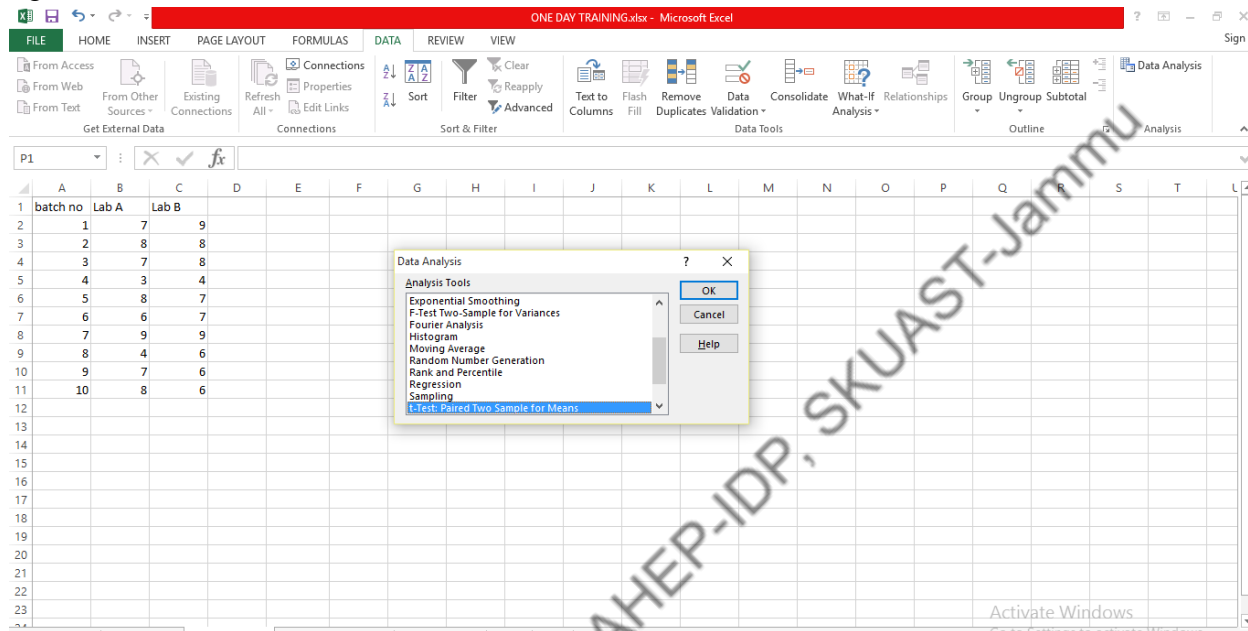 ONE DAY TRAINING.xlsx - Microsoft Excel
FILE HOME INSERT PAGE LAYOUT FORMULAS DATA REVIEW VIEW Sign
From Access
From Web
From Text
From Other Sources
Existing Connections
Get External Data
Refresh All
Connections
Properties
Edit Links
Connections
Sort
Filter
Clear
Reapply
Advanced
Sort & Filter
Text to Columns
Flash Fill
Remove Duplicates
Data Validation
Consolidate
What-If Analysis
Relationships
Data Tools
Group
Ungroup
Subtotal
Outline
Data Analysis
Analysis
P1 fx
A B C D E F G H I J K L M N O P Q R S T
1 batch no Lab A Lab B
2 1 7 9
3 2 8 8
4 3 7 8
5 4 3 4
6 5 8 7
7 6 6 7
8 7 9 9
9 8 4 6
10 9 7 6
11 10 8 6
12
13
14
15
16
17
18
19
20
21
22
23
Data Analysis ?
Analysis Tools
Exponential Smoothing
F-Test Two-Sample for Variances
Fourier Analysis
Histogram
Moving Average
Random Number Generation
Rank and Percentile
Regression
Sampling
t-Test: Paired Two Sample for Means
OK
Cancel
Help
AHEP-IDP, SKUAST-Jammu
Activate Windows